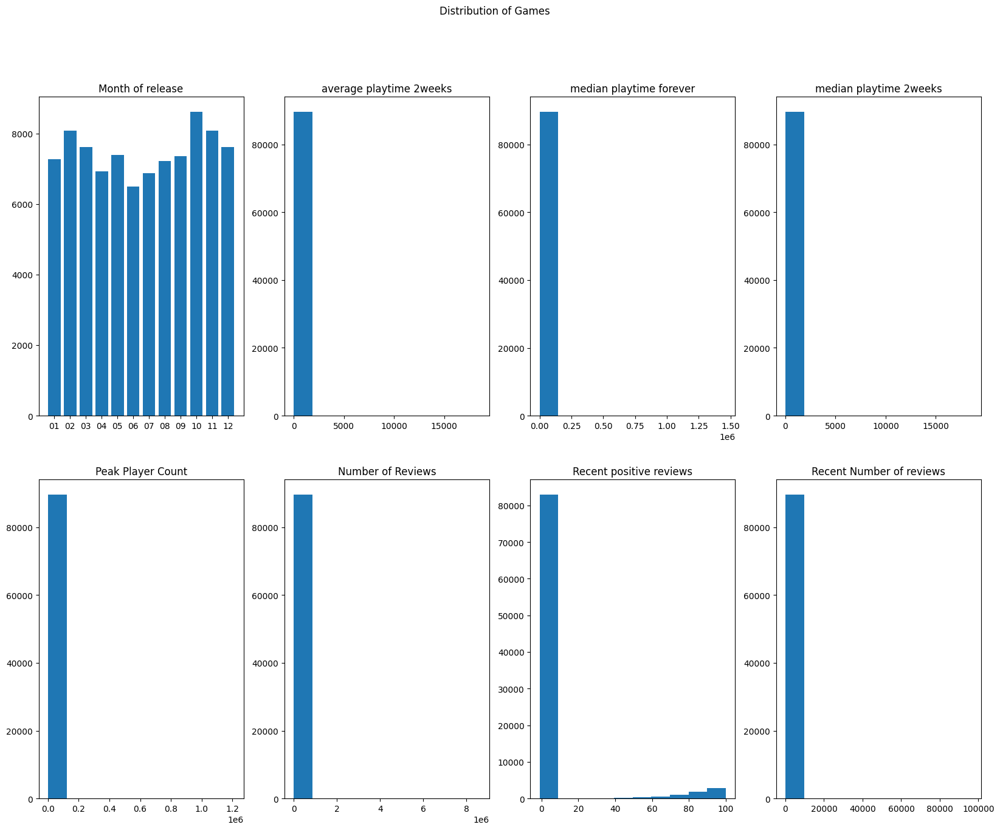 Distribution of Games
Month of release
8000
6000
4000
2000
0
01 02 03 04 05 06 07 08 09 10 11 12
average playtime 2weeks
80000
60000
40000
20000
0
0 5000 10000 15000
median playtime forever
80000
60000
40000
20000
0
0.00 0.25 0.50 0.75 1.00 1.25 1.50
1e6
median playtime 2weeks
80000
60000
40000
20000
0
0 5000 10000 15000
Peak Player Count
80000
60000
40000
20000
0
0.0 0.2 0.4 0.6 0.8 1.0 1.2
1e6
Number of Reviews
80000
60000
40000
20000
0
0 2 4 6 8
1e6
Recent positive reviews
80000
70000
60000
50000
40000
30000
20000
10000
0
0 20 40 60 80 100
Recent Number of reviews
80000
60000
40000
20000
0
0 20000 40000 60000 80000 100000